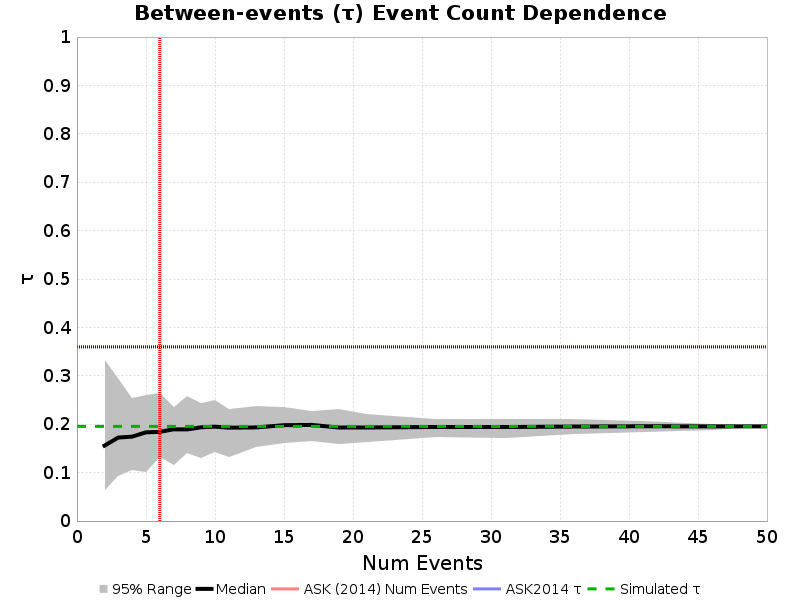 Between-events (τ) Event Count Dependence
1
0.9
0.8
0.7
0.6
0.5
0.4
0.3
0.2
0.1
0
τ
0 5 10 15 20 25 30 35 40 45 50
Num Events
95% Range Median ASK (2014) Num Events ASK2014 τ Simulated τ